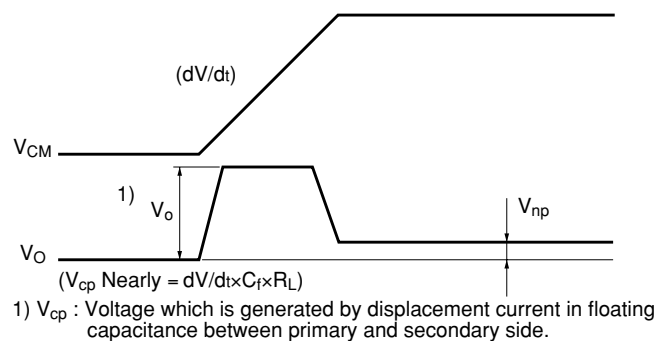 (dV/dt)
VCM
1)
Vo
Vnp
VO
(Vcp Nearly = dV/dt×Cf×RL)
1) Vcp : Voltage which is generated by displacement current in floating
capacitance between primary and secondary side.